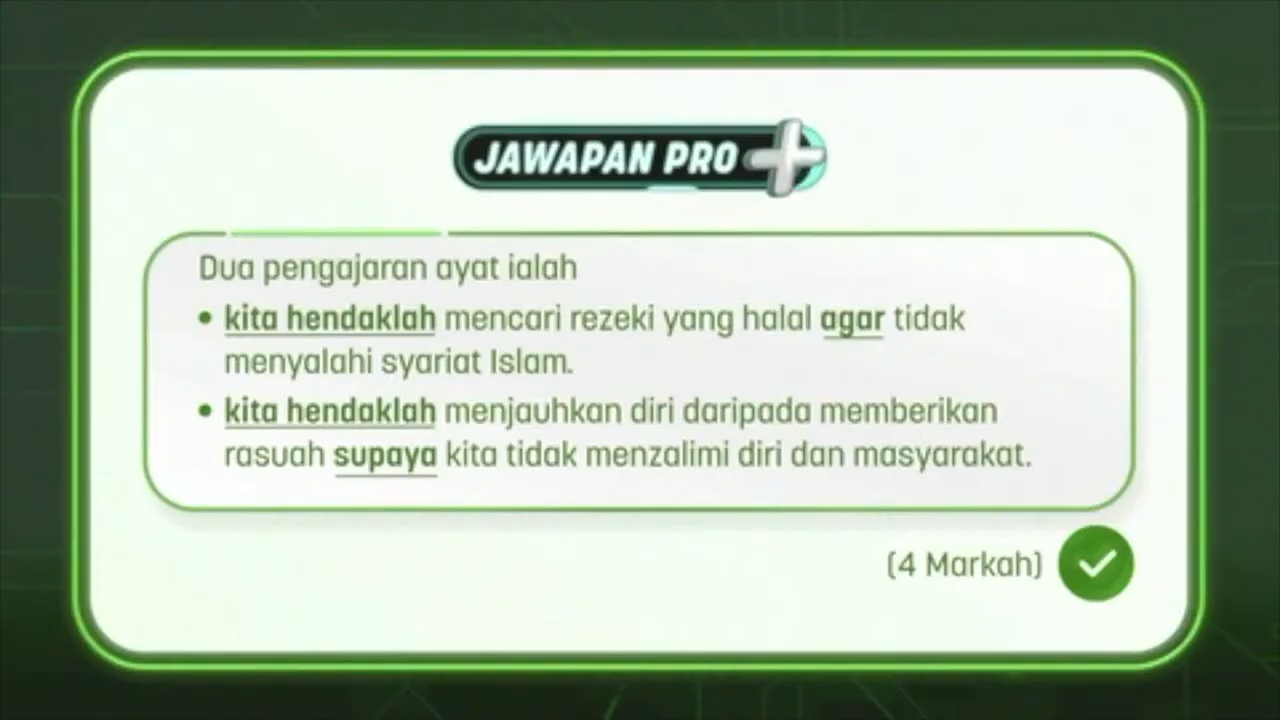 JAWAPAN PRO+
Dua pengajaran ayat ialah
• kita hendaklah mencari rezeki yang halal agar tidak
menyalahi syariat Islam.
• kita hendaklah menjauhkan diri daripada memberikan
rasuah supaya kita tidak menzalimi diri dan masyarakat.
(4 Markah)